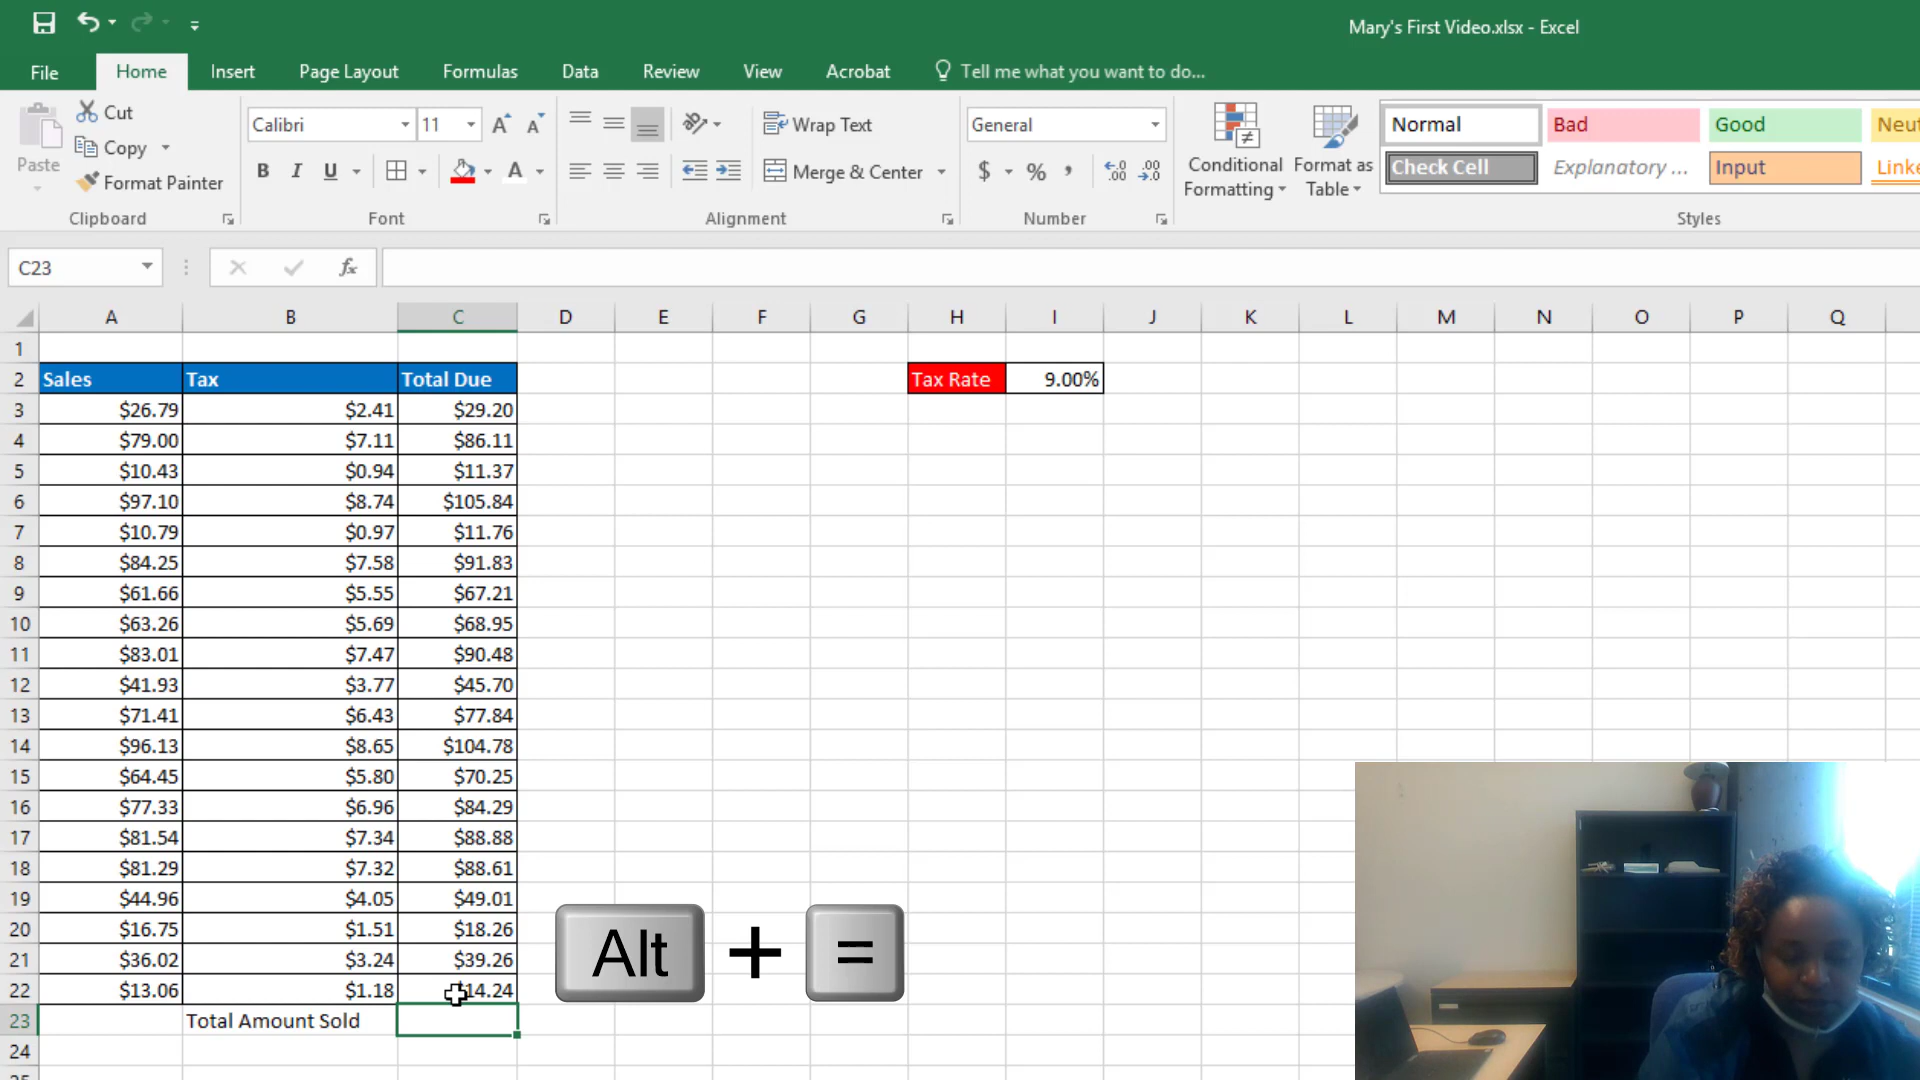 Mary's First Video.xlsx - Excel
File Home Insert Page Layout Formulas Data Review View Acrobat Tell me what you want to do...
Paste
Cut
Copy
Format Painter
Calibri 11
B I U
Wrap Text
Merge & Center
General
$ % ,
Conditional Formatting
Format as Table
Normal Bad Good
Check Cell Explanatory ... Input
Clipboard Font Alignment Number Styles
C23 fx
A B C D E F G H I J K L M N O P Q
1
2 Sales Tax Total Due Tax Rate 9.00%
3 $26.79 $2.41 $29.20
4 $79.00 $7.11 $86.11
5 $10.43 $0.94 $11.37
6 $97.10 $8.74 $105.84
7 $10.79 $0.97 $11.76
8 $84.25 $7.58 $91.83
9 $61.66 $5.55 $67.21
10 $63.26 $5.69 $68.95
11 $83.01 $7.47 $90.48
12 $41.93 $3.77 $45.70
13 $71.41 $6.43 $77.84
14 $96.13 $8.65 $104.78
15 $64.45 $5.80 $70.25
16 $77.33 $6.96 $84.29
17 $81.54 $7.34 $88.88
18 $81.29 $7.32 $88.61
19 $44.96 $4.05 $49.01
20 $16.75 $1.51 $18.26
21 $36.02 $3.24 $39.26
22 $13.06 $1.18 $14.24
23 Total Amount Sold
24
Alt + =